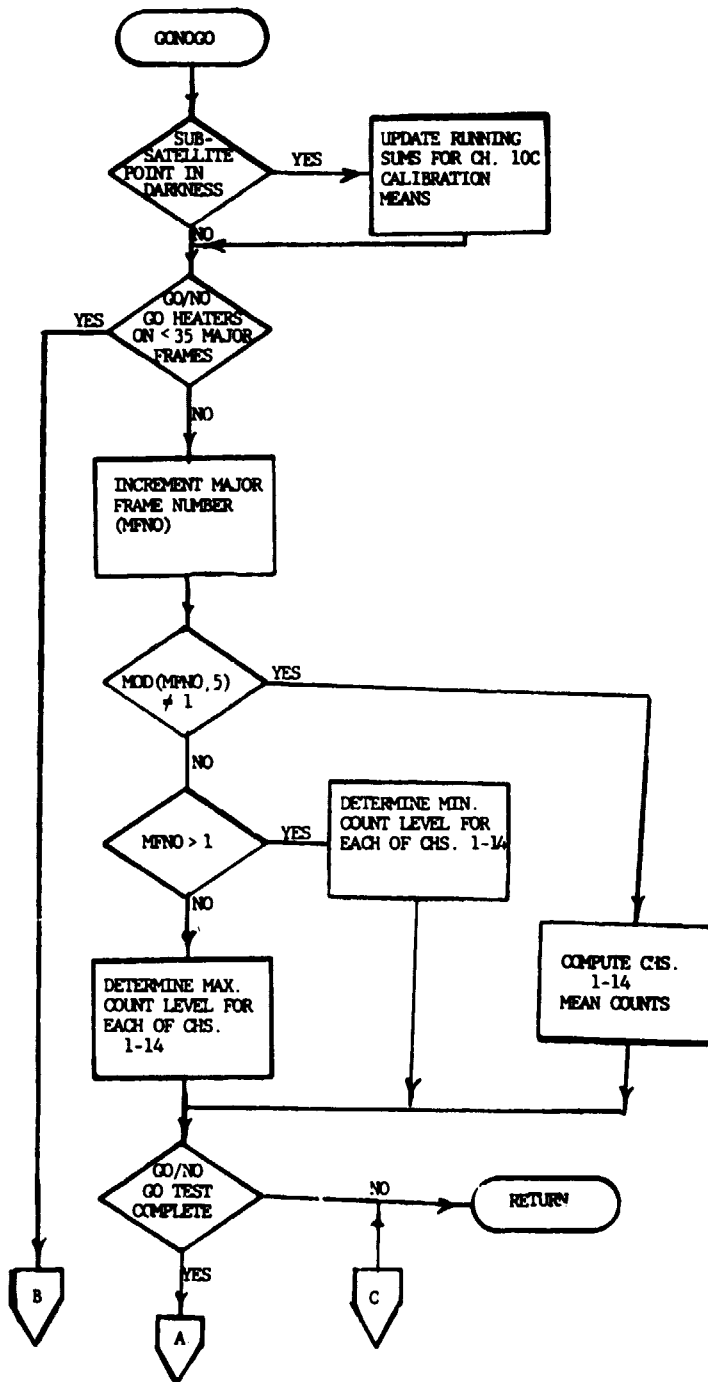 GONOGO
SUB-
SATELLITE
POINT IN
DARKNESS
YES
UPDATE RUNNING
SUMS FOR CH. 10C
CALIBRATION
MEANS
NO
GO/NO
GO HEATERS
ON < 35 MAJOR
FRAMES
YES
NO
INCREMENT MAJOR
FRAME NUMBER
(MFNO)
MOD(MFNO,5)
≠ 1
YES
NO
MFNO > 1
YES
DETERMINE MIN.
COUNT LEVEL FOR
EACH OF CHS. 1-14
NO
DETERMINE MAX.
COUNT LEVEL FOR
EACH OF CHS.
1-14
COMPUTE CHS.
1-14
MEAN COUNTS
GO/NO
GO TEST
COMPLETE
NO
RETURN
YES
B
A
C